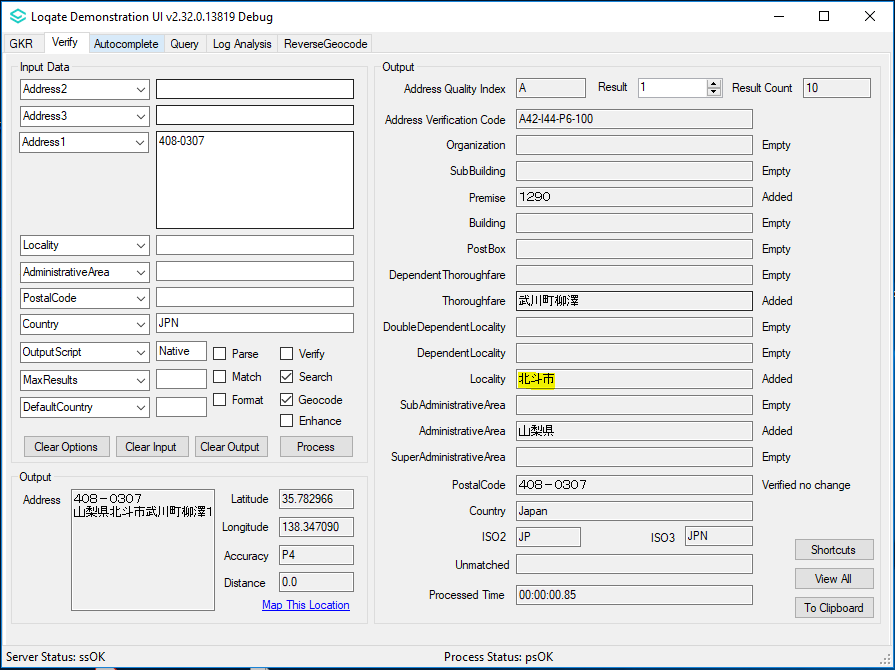 Loqate Demonstration UI v2.32.0.13819 Debug
GKR Verify Autocomplete Query Log Analysis ReverseGeocode
Input Data
Address2
Address3
Address1 408-0307
Locality
AdministrativeArea
PostalCode
Country JPN
OutputScript Native Parse Verify
MaxResults Match Search
DefaultCountry Format Geocode
Enhance
Clear Options Clear Input Clear Output Process
Output
Address 408－0307
山梨県北斗市武川町柳澤1
Latitude 35.782966
Longitude 138.347090
Accuracy P4
Distance 0.0
Map This Location
Output
Address Quality Index A Result 1 Result Count 10
Address Verification Code A42-I44-P6-100
Organization Empty
SubBuilding Empty
Premise 1290 Added
Building Empty
PostBox Empty
DependentThoroughfare Empty
Thoroughfare 武川町柳澤 Added
DoubleDependentLocality Empty
DependentLocality Empty
Locality 北斗市 Added
SubAdministrativeArea Empty
AdministrativeArea 山梨県 Added
SuperAdministrativeArea Empty
PostalCode 408－0307 Verified no change
Country Japan
ISO2 JP ISO3 JPN
Unmatched
Processed Time 00:00:00.85
Shortcuts
View All
To Clipboard
Server Status: ssOK Process Status: psOK